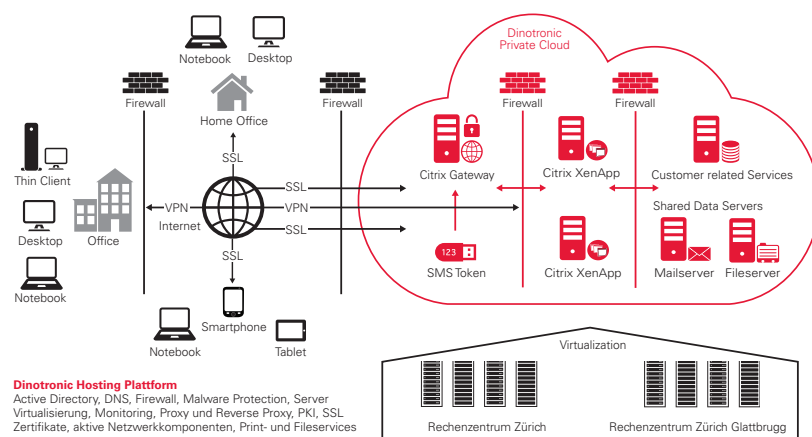 Notebook
Desktop
Dinotronic
Private Cloud
Firewall
Firewall
Firewall
Firewall
Home Office
Thin Client
Citrix Gateway
Citrix XenApp
Customer related Services
SSL
SSL
VPN
VPN
Internet
SSL
Shared Data Servers
Desktop
Office
SSL
123
SMS Token
Citrix XenApp
Mailserver
Fileserver
Notebook
Smartphone
Notebook
Tablet
Virtualization
Dinotronic Hosting Plattform
Active Directory, DNS, Firewall, Malware Protection, Server
Virtualisierung, Monitoring, Proxy und Reverse Proxy, PKI, SSL
Zertifikate, aktive Netzwerkkomponenten, Print- und Fileservices
Rechenzentrum Zürich
Rechenzentrum Zürich Glattbrugg